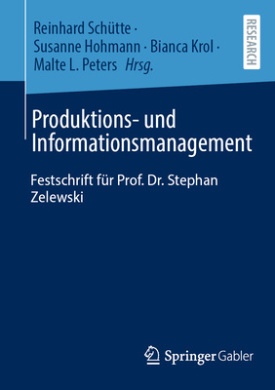 Reinhard Schütte ·
Susanne Hohmann · Bianca Krol ·
Malte L. Peters Hrsg.
RESEARCH
Produktions- und
Informationsmanagement
Festschrift für Prof. Dr. Stephan
Zelewski
Springer Gabler